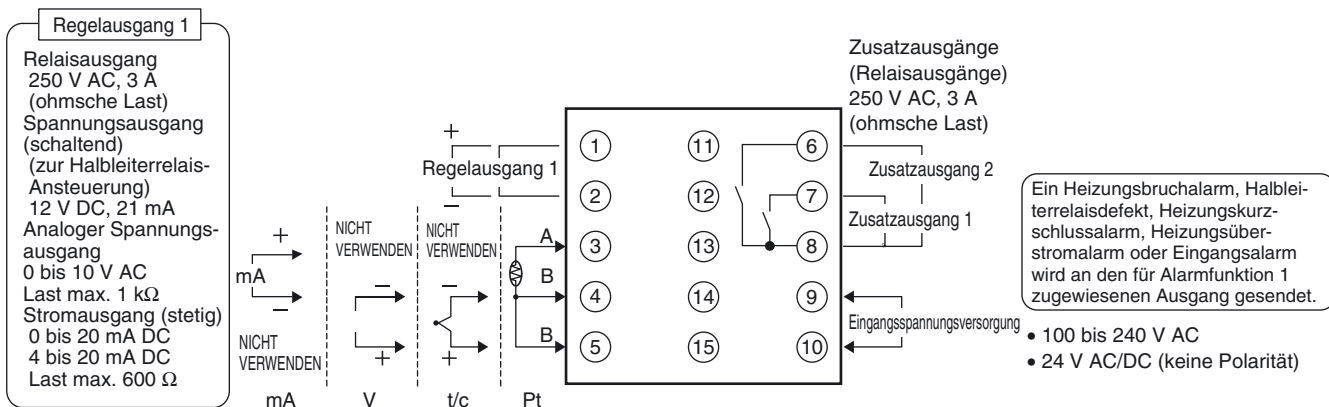 Regelausgang 1
Relaisausgang
250 V AC, 3 A
(ohmsche Last)
Spannungsausgang
(schaltend)
(zur Halbleiterrelais-
Ansteuerung)
12 V DC, 21 mA
Analoger Spannungs-
ausgang
0 bis 10 V AC
Last max. 1 kΩ
Stromausgang (stetig)
0 bis 20 mA DC
4 bis 20 mA DC
Last max. 600 Ω
+
mA
−
NICHT
VERWENDEN
mA
NICHT
VERWENDEN
−
+
V
NICHT
VERWENDEN
−
+
t/c
A
B
B
Pt
+
Regelausgang 1
−
1
2
3
4
5
11
12
13
14
15
6
7
8
9
10
Zusatzausgänge
(Relaisausgänge)
250 V AC, 3 A
(ohmsche Last)
Zusatzausgang 2
Zusatzausgang 1
Eingangsspannungsversorgung
Ein Heizungsbruchalarm, Halblei-
terrelaisdefekt, Heizungskurz-
schlussalarm, Heizungsüber-
stromalarm oder Eingangsalarm
wird an den für Alarmfunktion 1
zugewiesenen Ausgang gesendet.
• 100 bis 240 V AC
• 24 V AC/DC (keine Polarität)